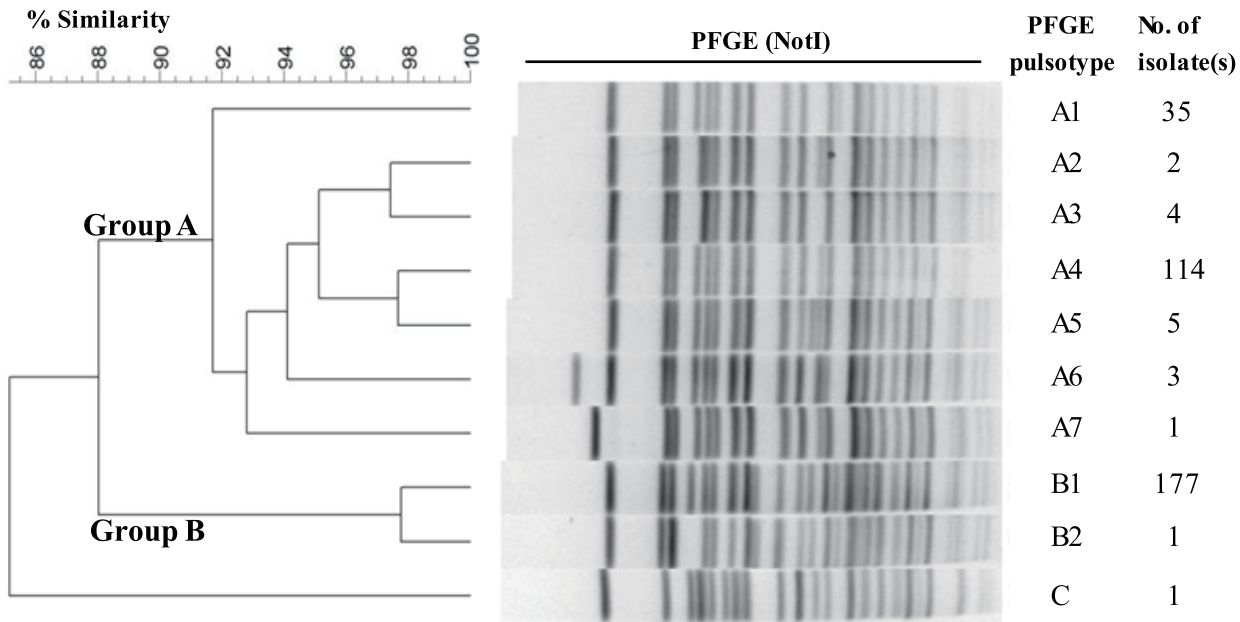 % Similarity
86 88 90 92 94 96 98 100
PFGE (NotI)
PFGE pulsotype
No. of isolate(s)
Group A
Group B
A1 35
A2 2
A3 4
A4 114
A5 5
A6 3
A7 1
B1 177
B2 1
C 1